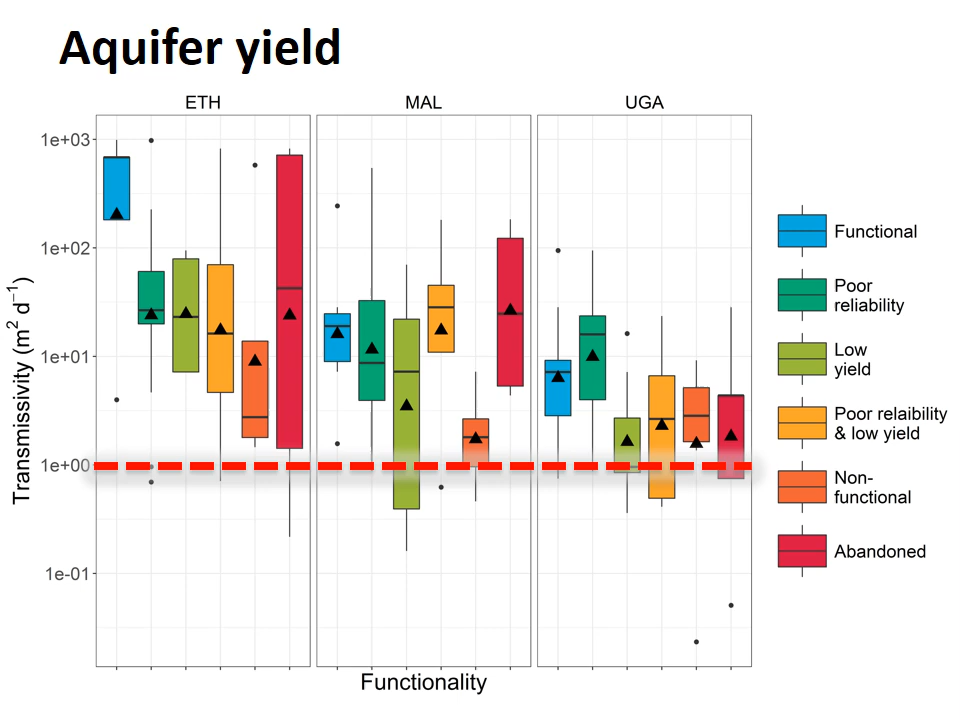 Aquifer yield
ETH
MAL
UGA
1e+03
1e+02
1e+01
1e+00
1e-01
Transmissivity (m² d⁻¹)
Functionality
Functional
Poor
reliability
Low
yield
Poor relaibility
& low yield
Non-
functional
Abandoned